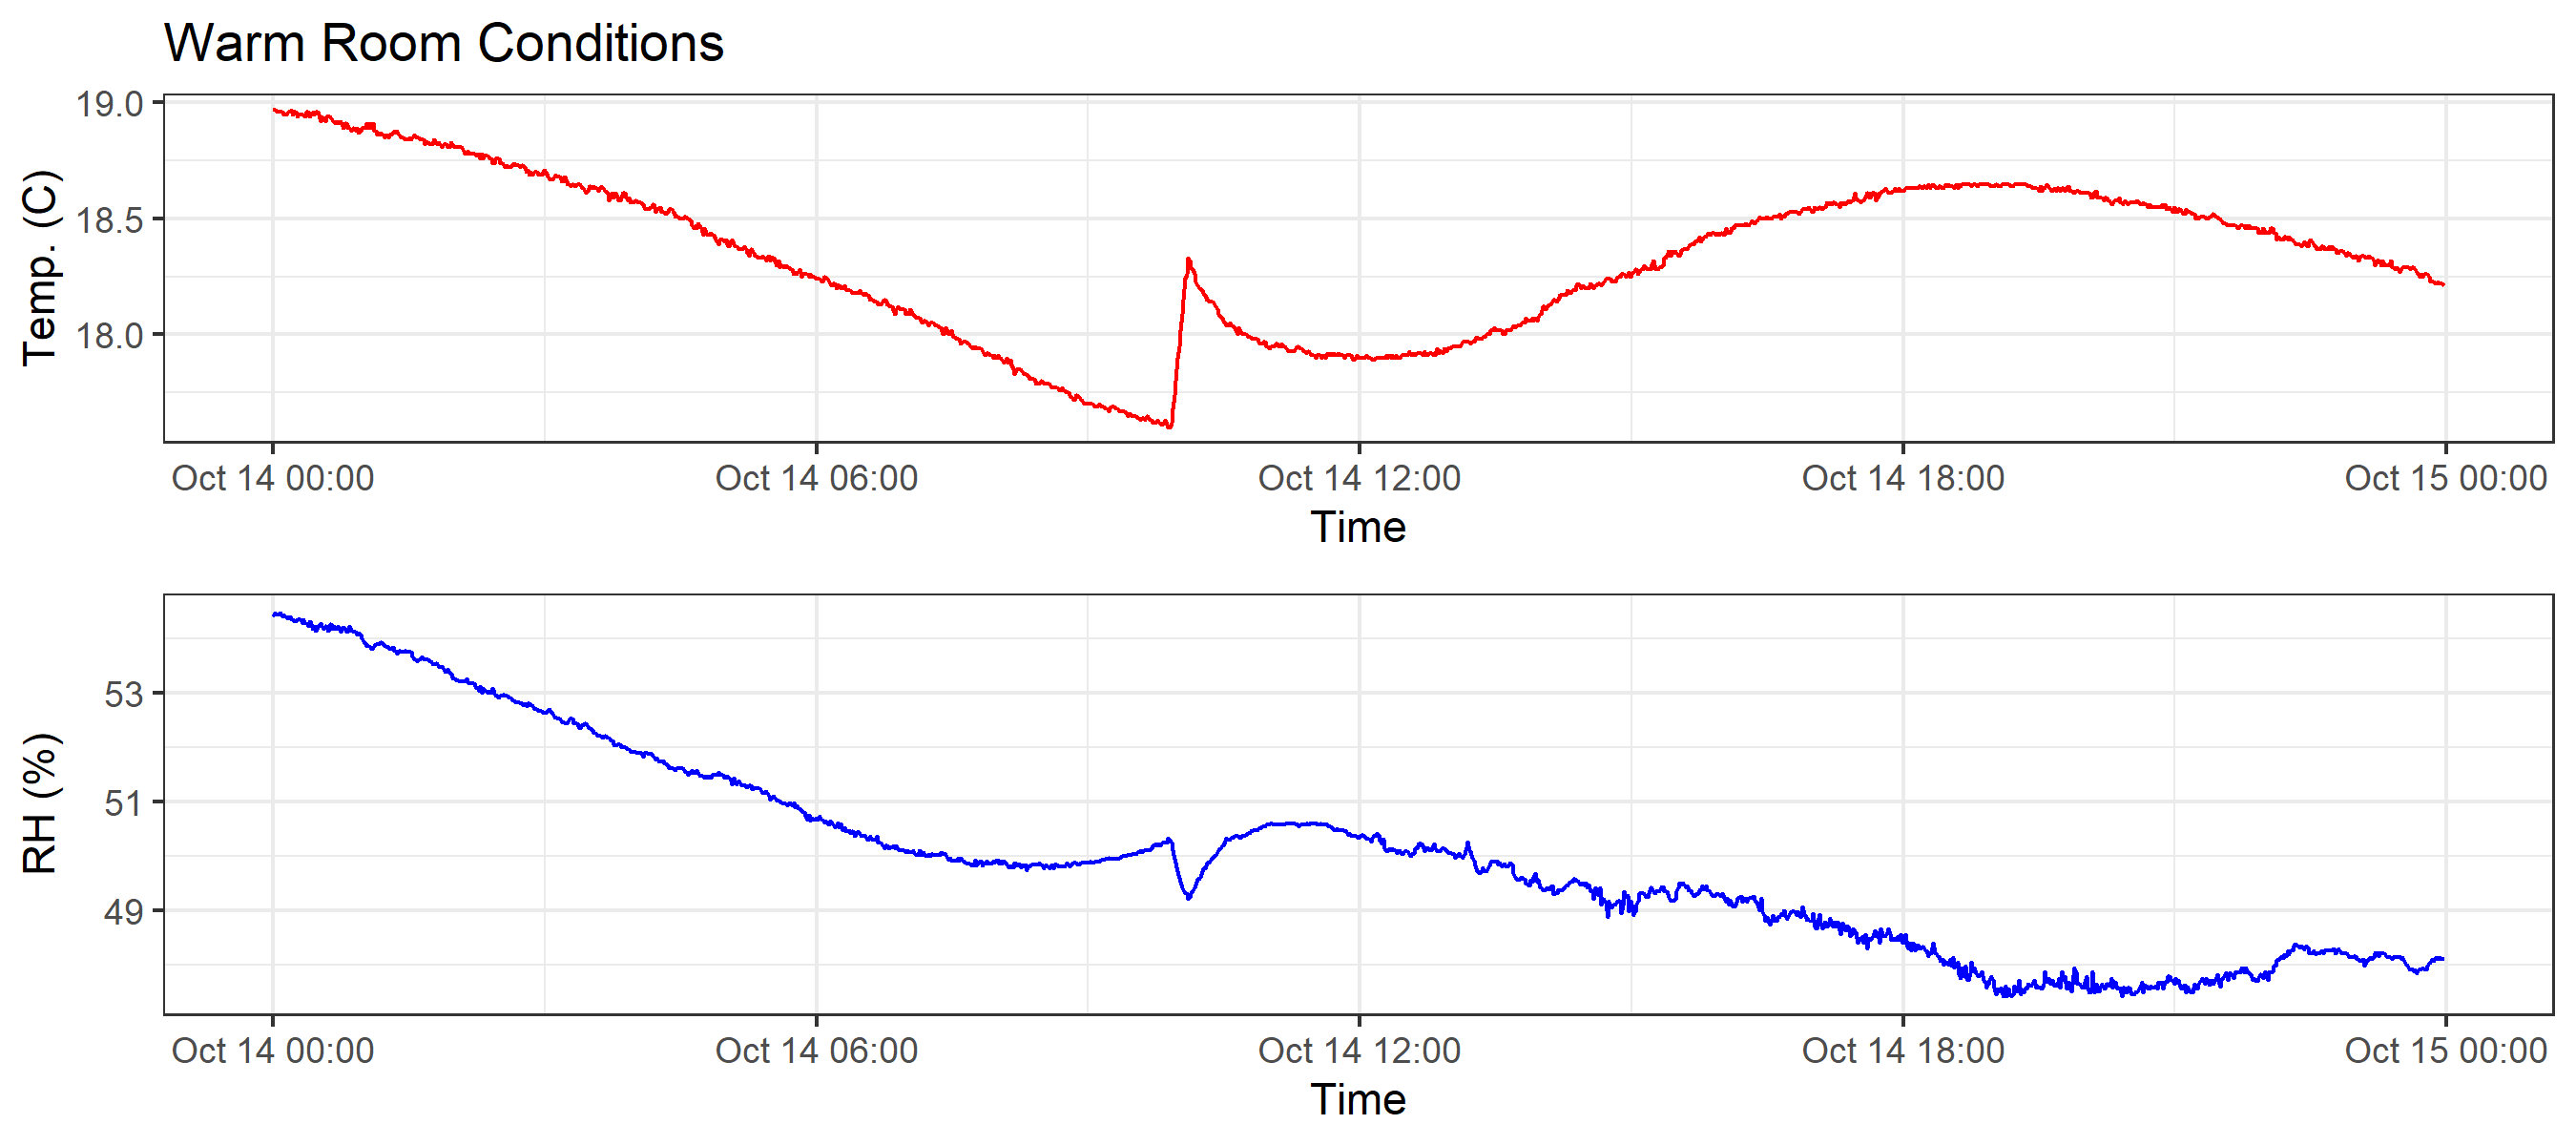 Warm Room Conditions
Temp. (C)
19.0
18.5
18.0
Oct 14 00:00 Oct 14 06:00 Oct 14 12:00 Oct 14 18:00 Oct 15 00:00
Time
RH (%)
53
51
49
Oct 14 00:00 Oct 14 06:00 Oct 14 12:00 Oct 14 18:00 Oct 15 00:00
Time